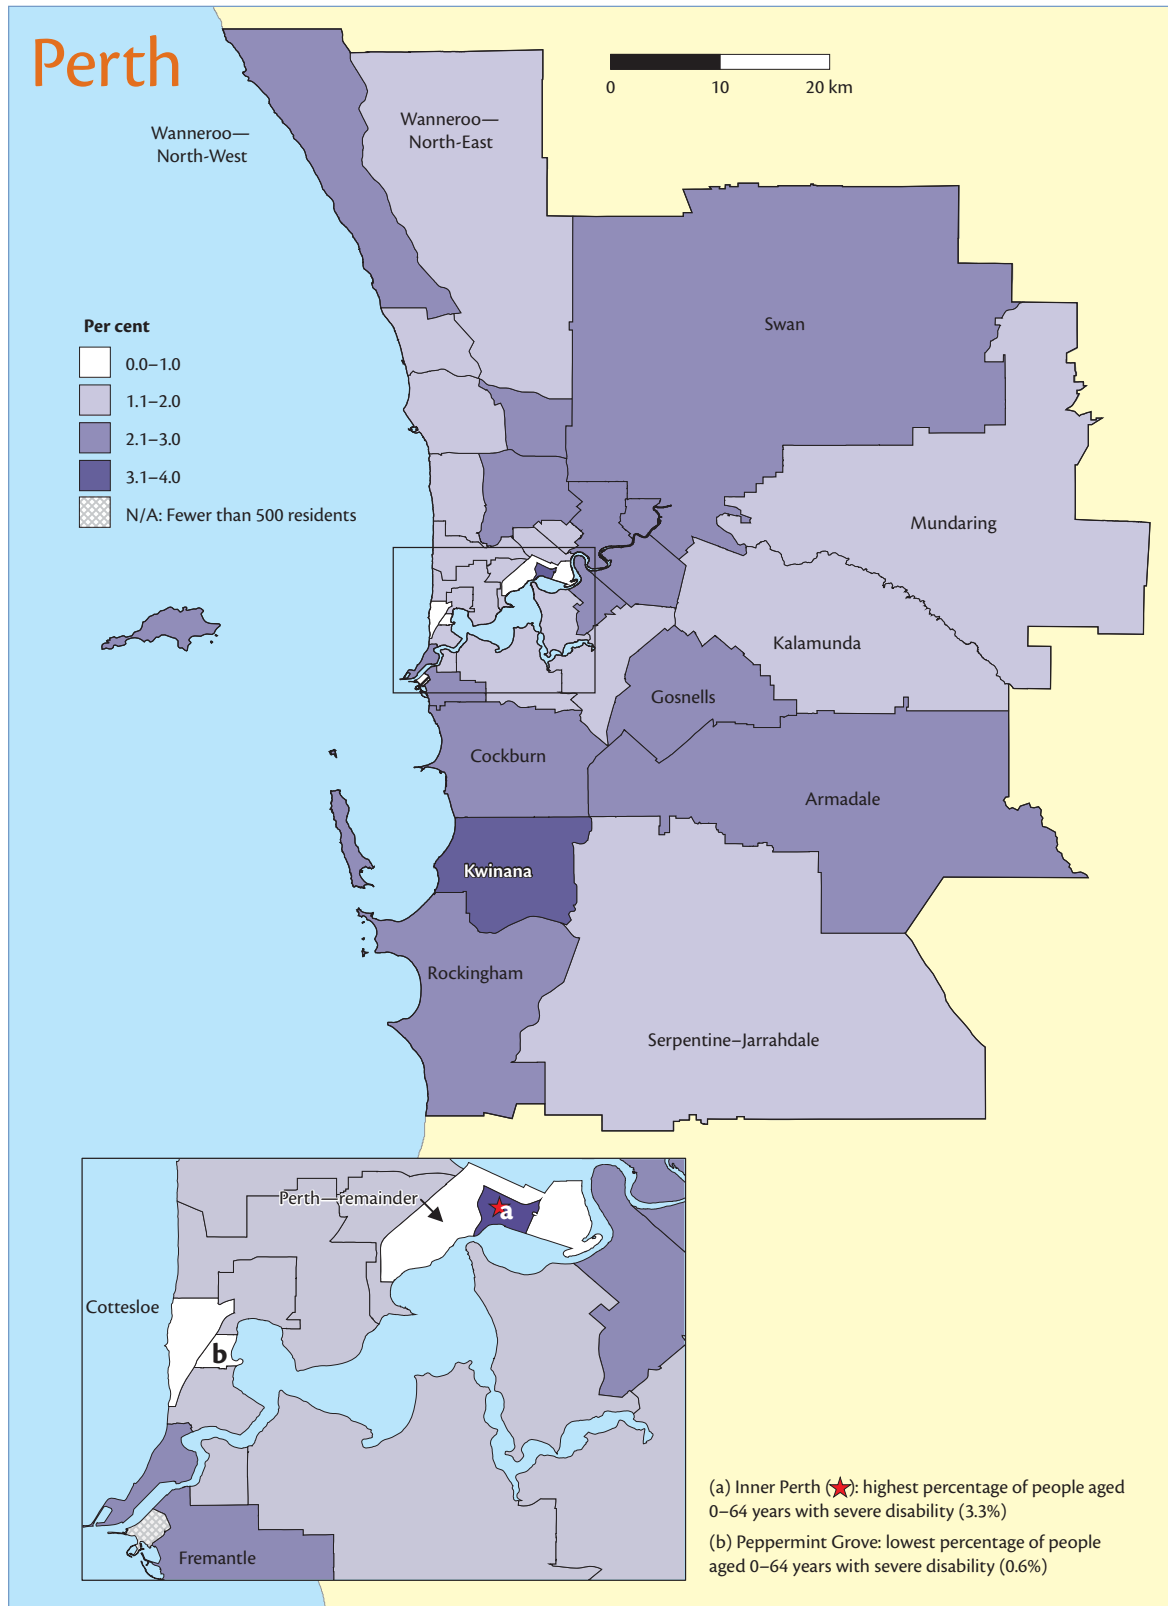 Perth
0 10 20 km
Wanneroo—
North-West
Wanneroo—
North-East
Swan
Per cent
0.0–1.0
1.1–2.0
2.1–3.0
3.1–4.0
N/A: Fewer than 500 residents
Mundaring
Kalamunda
Gosnells
Cockburn
Armadale
Kwinana
Rockingham
Serpentine–Jarrahdale
Perth—remainder
a
Cottesloe
b
Fremantle
(a) Inner Perth (★): highest percentage of people aged
0–64 years with severe disability (3.3%)
(b) Peppermint Grove: lowest percentage of people
aged 0–64 years with severe disability (0.6%)